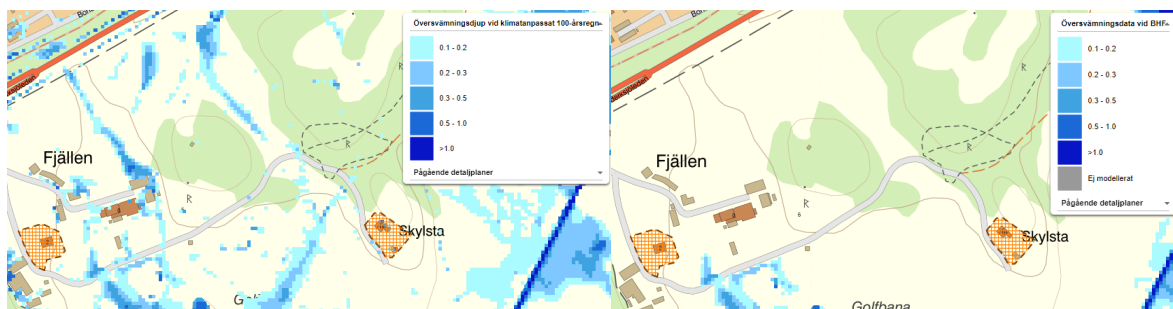 Översvämningsdjup vid klimatanpassat 100-årsregn
0.1 - 0.2
0.2 - 0.3
0.3 - 0.5
0.5 - 1.0
>1.0
Pågående detaljplaner
Fjällen
Skylsta
R
R
R
Översvämningsdata vid BHF
0.1 - 0.2
0.2 - 0.3
0.3 - 0.5
0.5 - 1.0
>1.0
Ej modellerat
Pågående detaljplaner
Fjällen
Skylsta
R
R
R
6
Golfbana